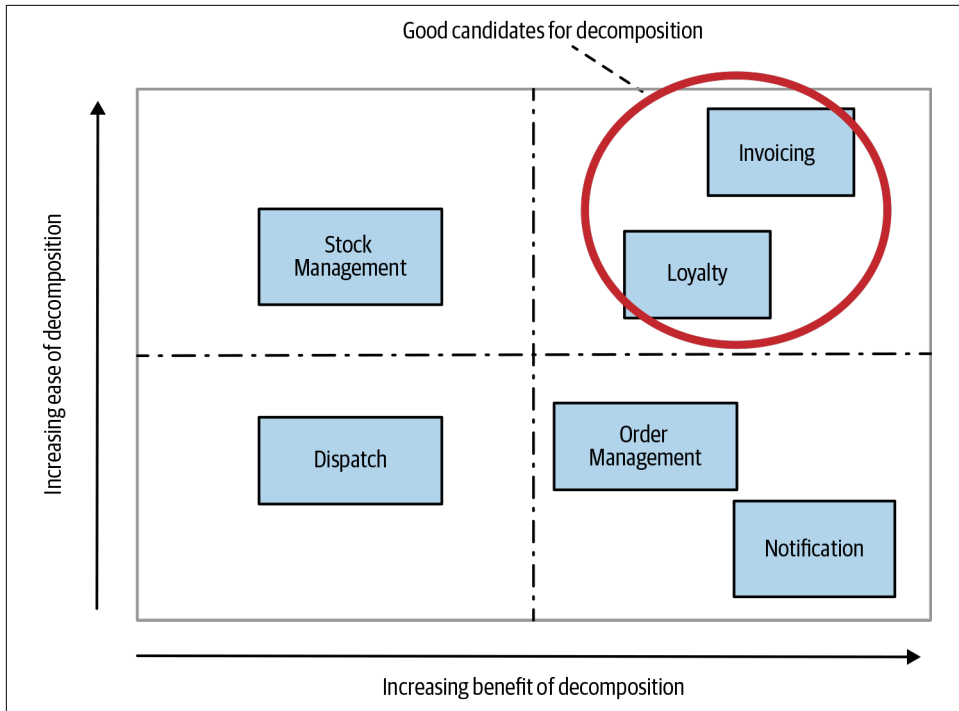 Good candidates for decomposition
Invoicing
Stock
Management
Loyalty
Increasing ease of decomposition
Order
Management
Dispatch
Notification
Increasing benefit of decomposition